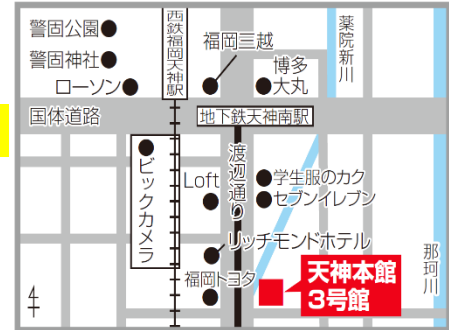 警固公園
警固神社
ローソン
西鉄福岡天神駅
福岡三越
博多
大丸
薬院新川
国体道路
地下鉄天神南駅
ビックカメラ
Loft
渡辺通り
学生服のカク
セブンイレブン
リッチモンドホテル
福岡トヨタ
那珂川
天神本館
3号館
4